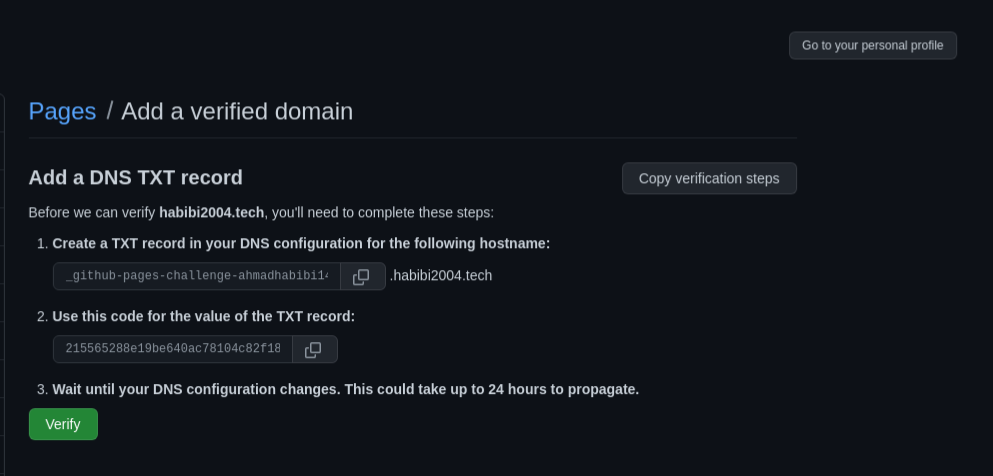 Go to your personal profile
Pages / Add a verified domain
Add a DNS TXT record
Copy verification steps
Before we can verify habibi2004.tech, you'll need to complete these steps:
1. Create a TXT record in your DNS configuration for the following hostname:
_github-pages-challenge-ahmadhabibi14 .habibi2004.tech
2. Use this code for the value of the TXT record:
215565288e19be640ac78104c82f18
3. Wait until your DNS configuration changes. This could take up to 24 hours to propagate.
Verify